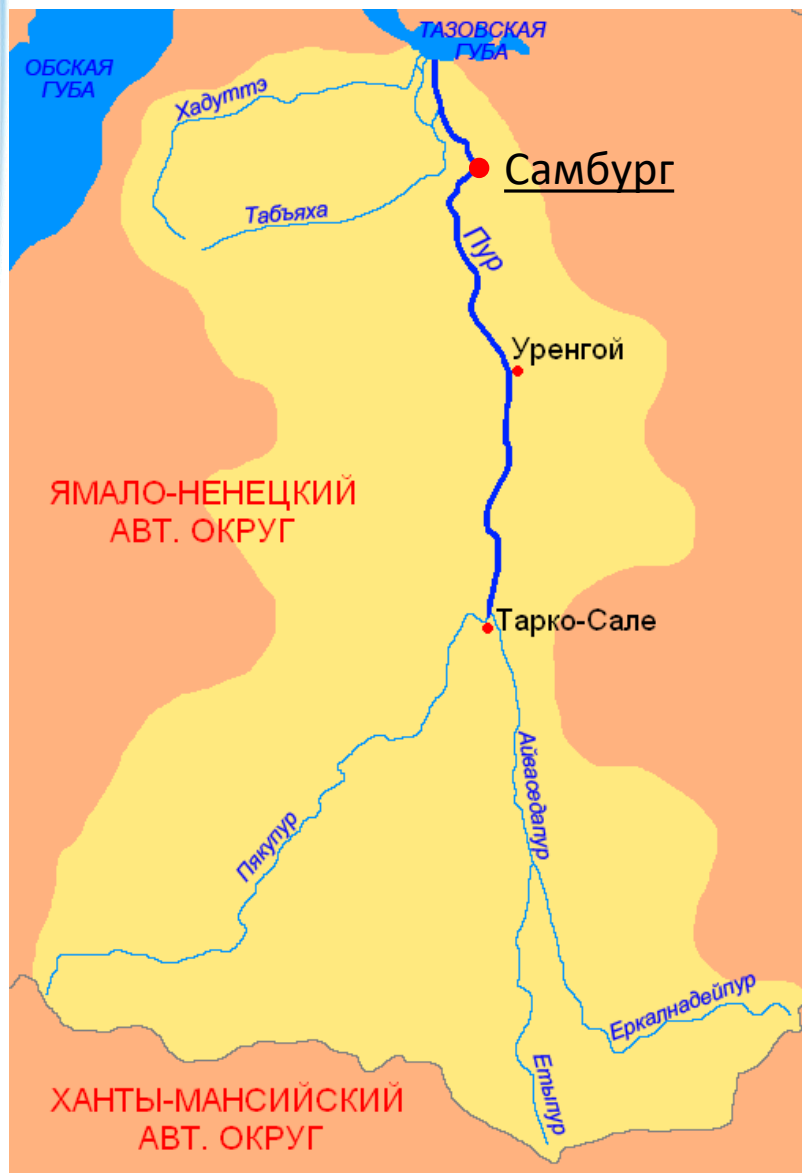 ТАЗОВСКАЯ
ГУБА
ОБСКАЯ
ГУБА
Хадуттэ
Самбург
Табъяха
Пур
Уренгой
ЯМАЛО-НЕНЕЦКИЙ
АВТ. ОКРУГ
Тарко-Сале
Айваседапур
Пякупур
Еркалнадейпур
Етыпур
ХАНТЫ-МАНСИЙСКИЙ
АВТ. ОКРУГ